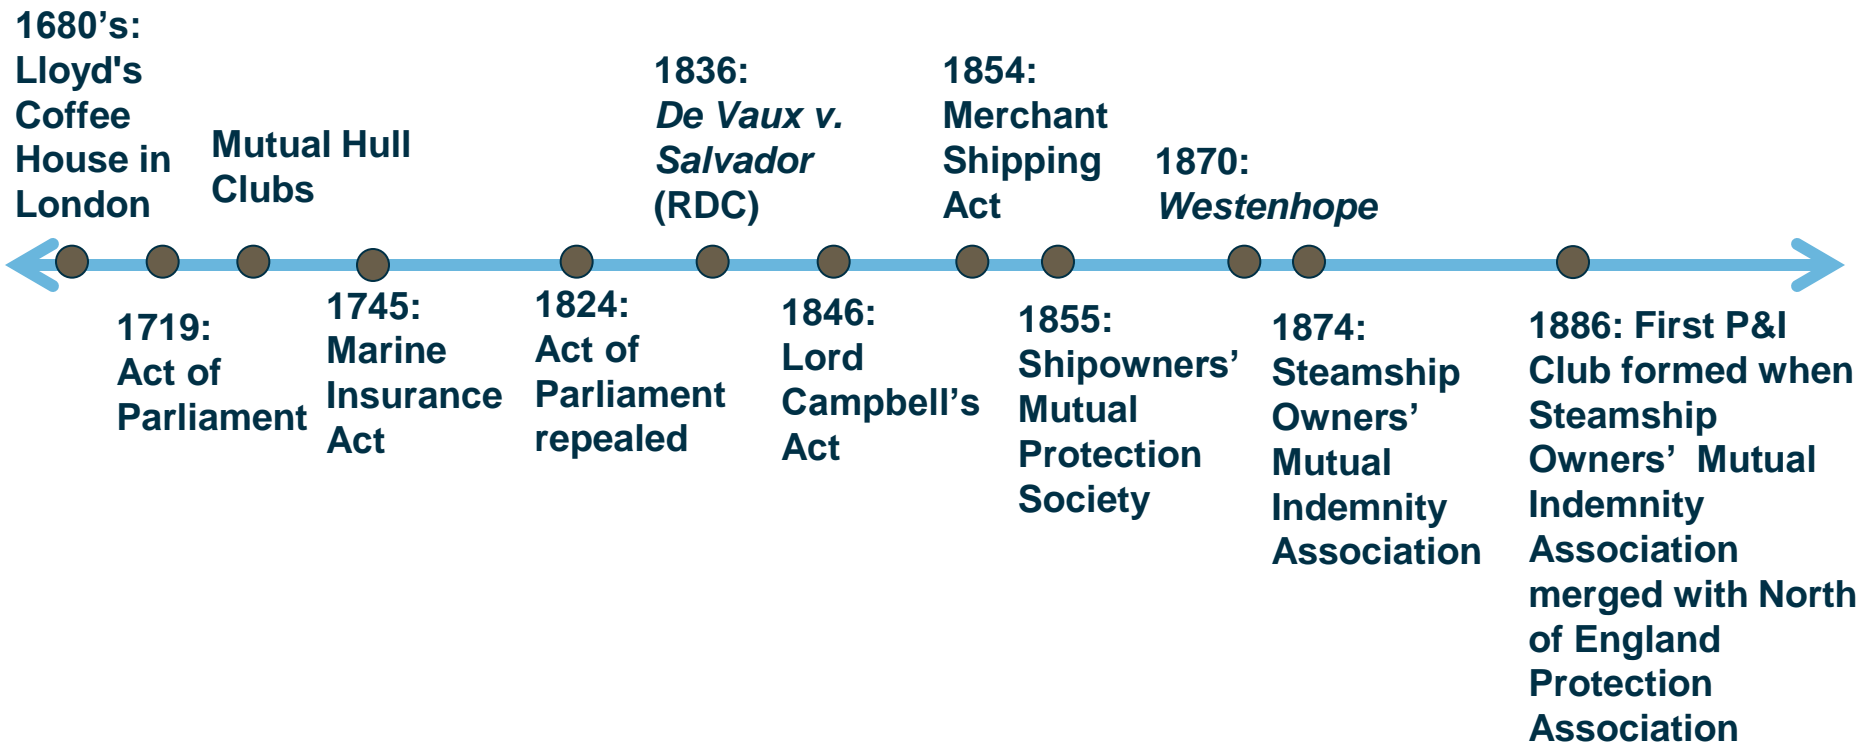 1680’s:
Lloyd's
Coffee
House in
London
1719:
Act of
Parliament
Mutual Hull
Clubs
1745:
Marine
Insurance
Act
1824:
Act of
Parliament
repealed
1836:
De Vaux v.
Salvador
(RDC)
1846:
Lord
Campbell’s
Act
1854:
Merchant
Shipping
Act
1855:
Shipowners’
Mutual
Protection
Society
1870:
Westenhope
1874:
Steamship
Owners’
Mutual
Indemnity
Association
1886: First P&I
Club formed when
Steamship
Owners’  Mutual
Indemnity
Association
merged with North
of England
Protection
Association